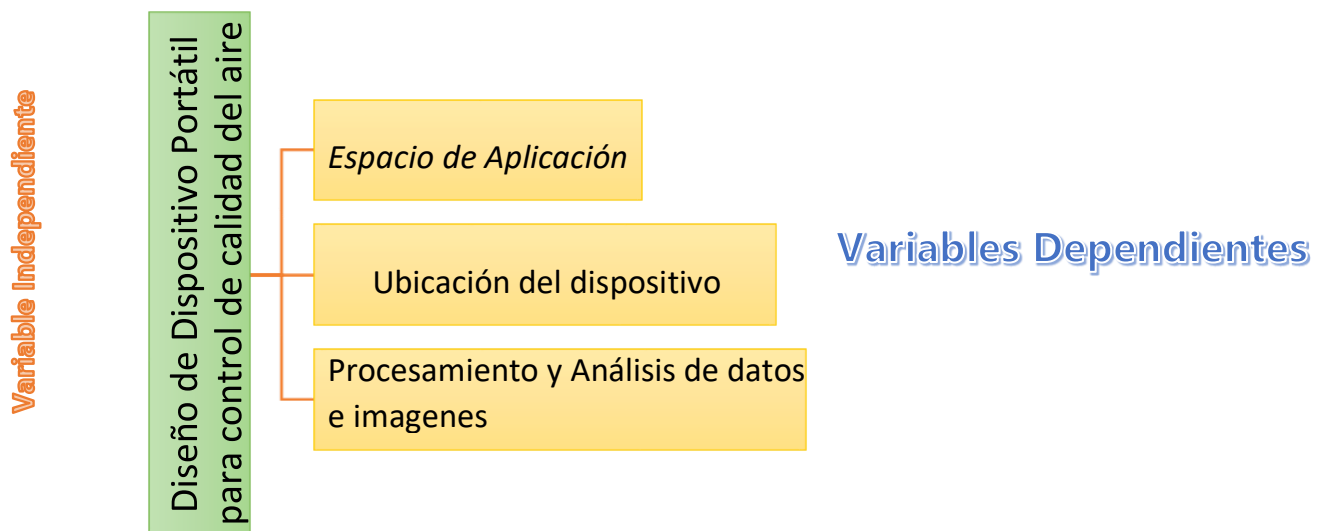 Variable Independiente
Diseño de Dispositivo Portátil
para control de calidad del aire
Espacio de Aplicación
Ubicación del dispositivo
Procesamiento y Análisis de datos
e imagenes
Variables Dependientes